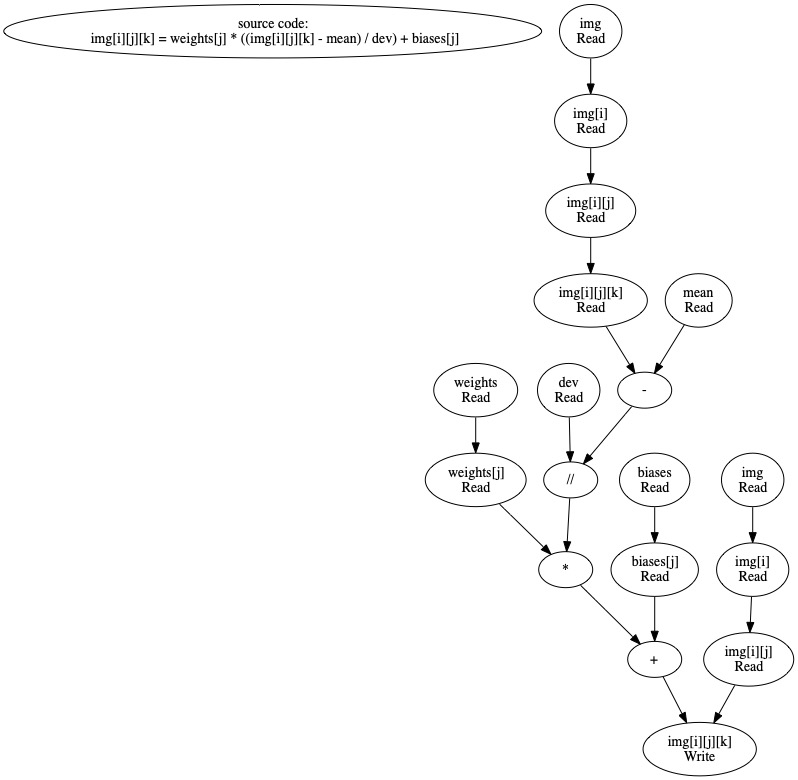 source code:
img[i][j][k] = weights[j] * ((img[i][j][k] - mean) / dev) + biases[j]
img
Read
img[i]
Read
img[i][j]
Read
img[i][j][k]
Read
mean
Read
weights
Read
dev
Read
-
weights[j]
Read
//
biases
Read
img
Read
*
biases[j]
Read
img[i]
Read
+
img[i][j]
Read
img[i][j][k]
Write